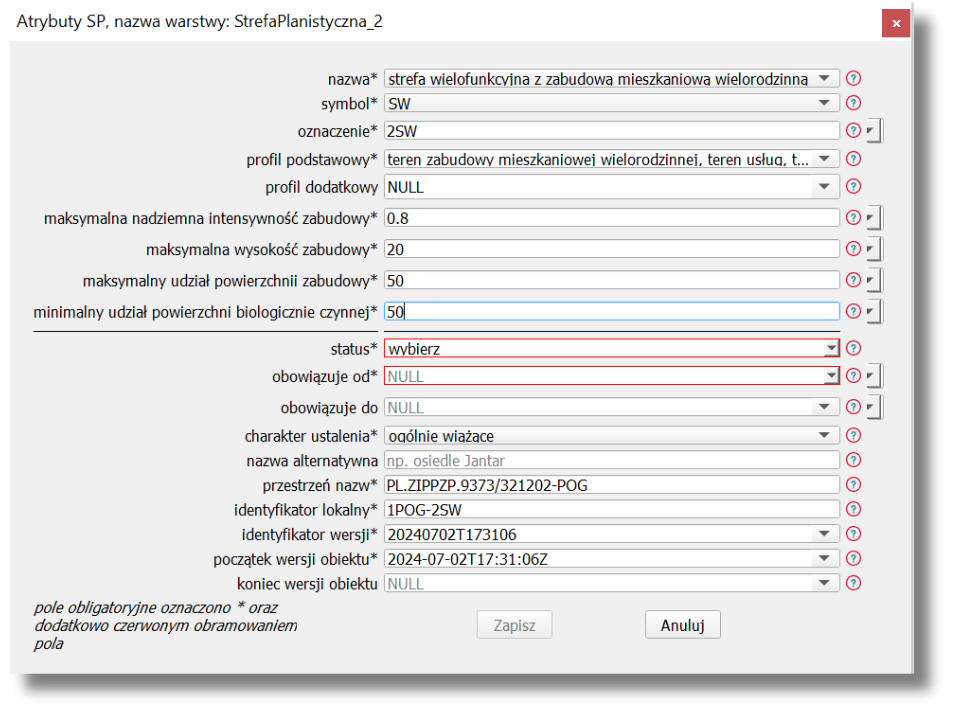 Atrybuty SP, nazwa warstwy: StrefaPlanistyczna_2
nazwa* strefa wielofunkcyjna z zabudową mieszkaniową wielorodzinną
symbol* SW
oznaczenie* 2SW
profil podstawowy* teren zabudowy mieszkaniowej wielorodzinnej, teren usług, t...
profil dodatkowy NULL
maksymalna nadziemna intensywność zabudowy* 0.8
maksymalna wysokość zabudowy* 20
maksymalny udział powierzchnii zabudowy* 50
minimalny udział powierzchni biologicznie czynnej* 50
status* wybierz
obowiązuje od* NULL
obowiązuje do NULL
charakter ustalenia* ogólnie wiążące
nazwa alternatywna np. osiedle Jantar
przestrzeń nazw* PL.ZIPPZP.9373/321202-POG
identyfikator lokalny* 1POG-2SW
identyfikator wersji* 20240702T173106
początek wersji obiektu* 2024-07-02T17:31:06Z
koniec wersji obiektu NULL
pole obligatoryjne oznaczono * oraz
dodatkowo czerwonym obramowaniem
pola
Zapisz Anuluj